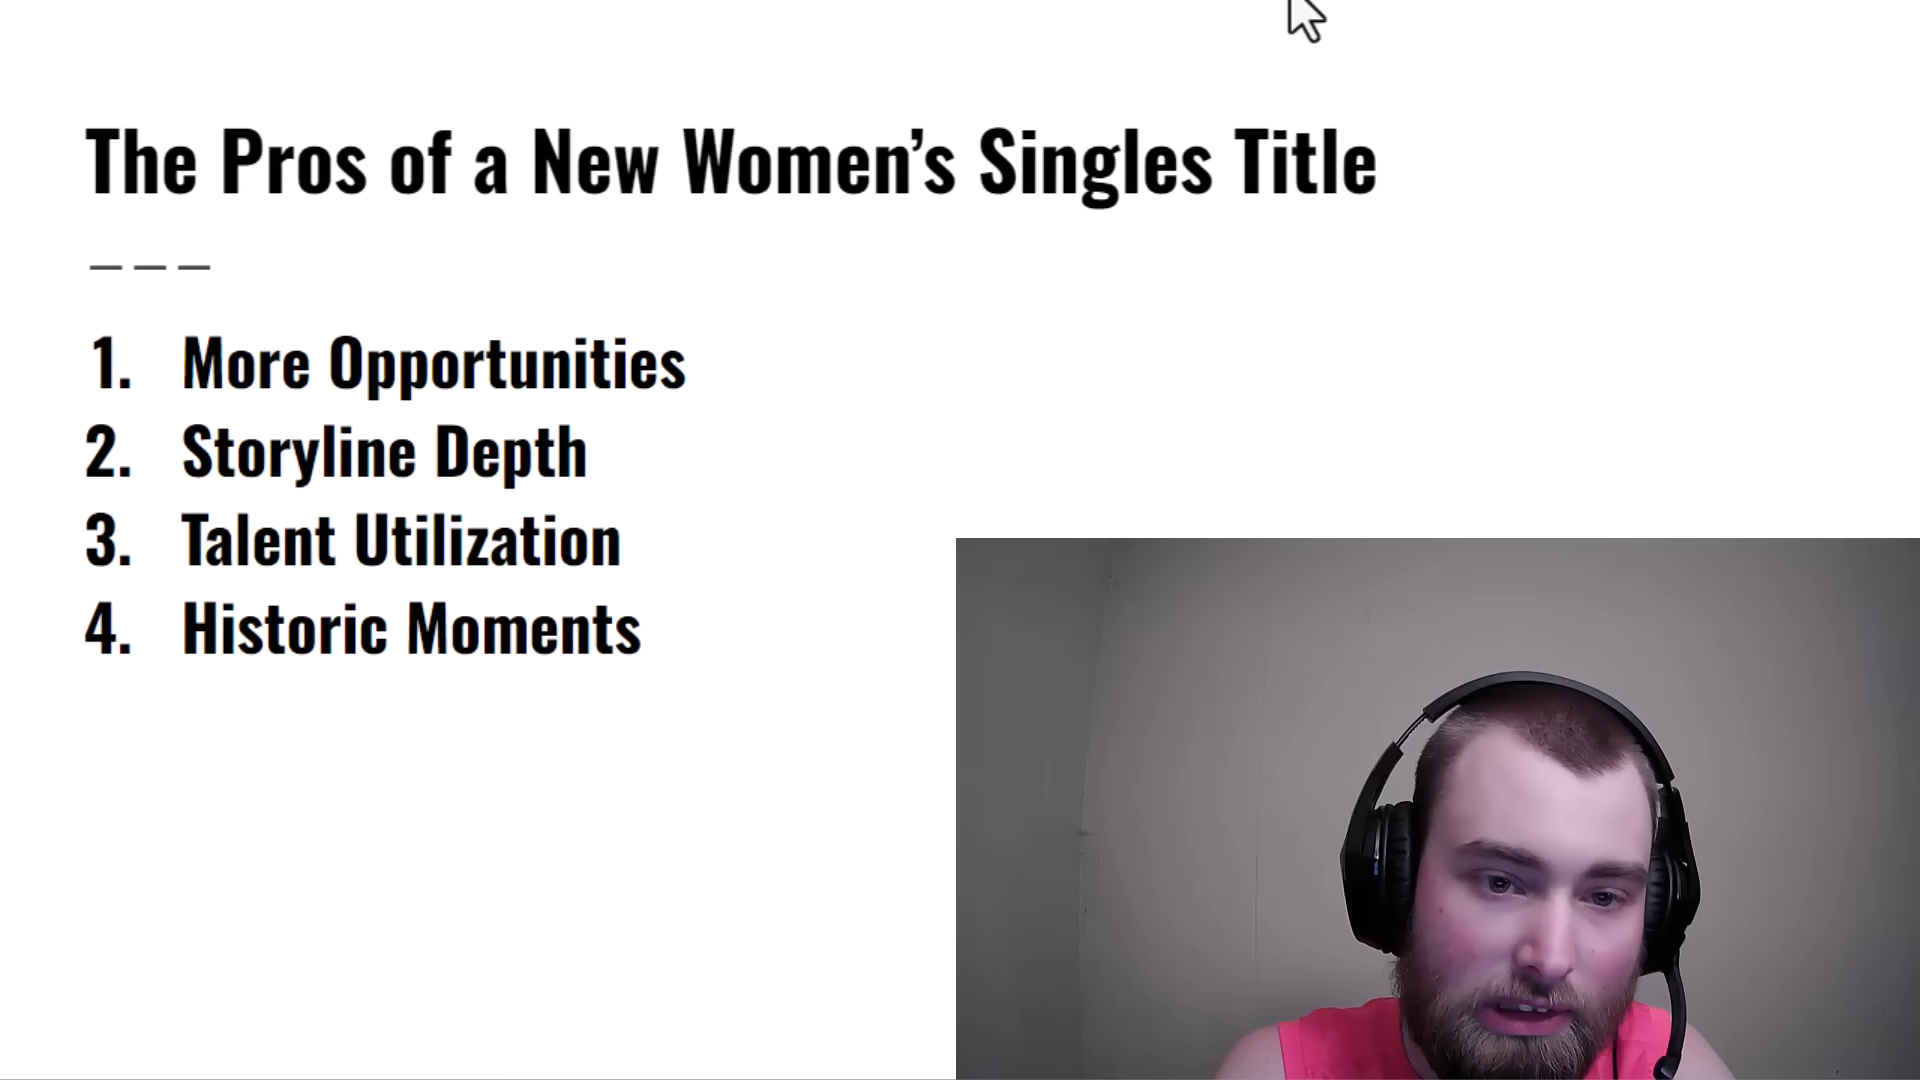 The Pros of a New Women’s Singles Title
1. More Opportunities
2. Storyline Depth
3. Talent Utilization
4. Historic Moments